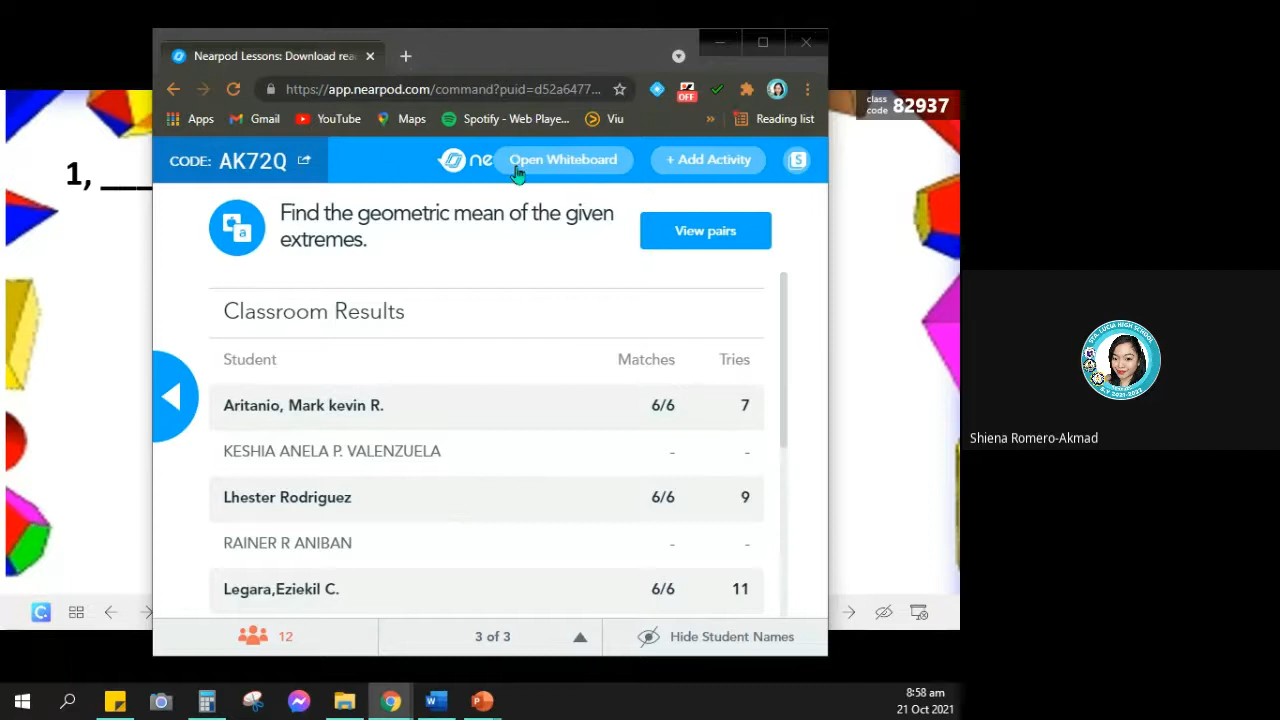 Nearpod Lessons: Download rea
https://app.nearpod.com/command?puid=d52a6477...
OFF
Apps
Gmail
YouTube
Maps
Spotify - Web Playe...
Viu
»
Reading list
class code 82937
CODE: AK72Q
ne
Open Whiteboard
+ Add Activity
S
1, ____
Find the geometric mean of the given
extremes.
View pairs
Classroom Results
Student Matches Tries
Aritanio, Mark kevin R. 6/6 7
KESHIA ANELA P. VALENZUELA - -
Lhester Rodriguez 6/6 9
RAINER R ANIBAN - -
Legara,Eziekil C. 6/6 11
12
3 of 3
Hide Student Names
Shiena Romero-Akmad
8:58 am
21 Oct 2021